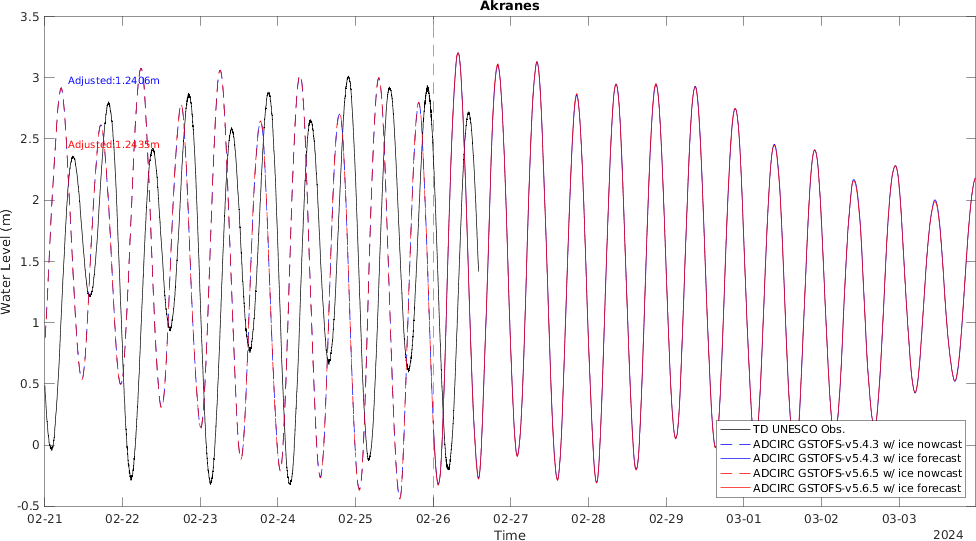 Akranes
3.5
3
2.5
2
1.5
1
0.5
0
-0.5
Water Level (m)
Adjusted:1.2406m
Adjusted:1.2435m
TD UNESCO Obs.
ADCIRC GSTOFS-v5.4.3 w/ ice nowcast
ADCIRC GSTOFS-v5.4.3 w/ ice forecast
ADCIRC GSTOFS-v5.6.5 w/ ice nowcast
ADCIRC GSTOFS-v5.6.5 w/ ice forecast
02-21 02-22 02-23 02-24 02-25 02-26 02-27 02-28 02-29 03-01 03-02 03-03
Time
2024